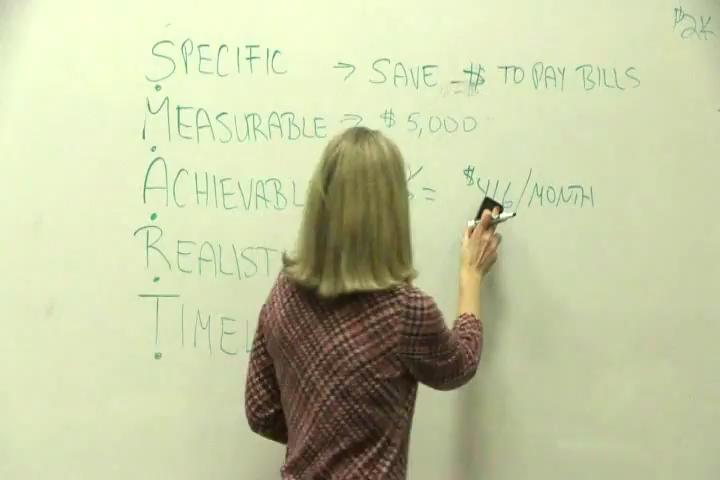 $2K
SPECIFIC → SAVE $ TO PAY BILLS
MEASURABLE → $5,000
ACHIEVABL = $416/MONTH
REALIST
TIMEL